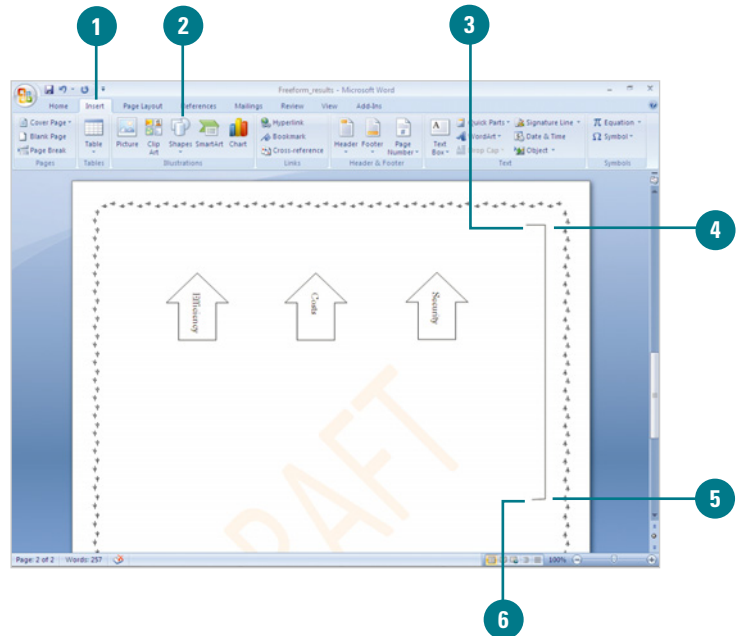 1 2 3
Freeform_results - Microsoft Word
Home Insert Page Layout References Mailings Review View Add-Ins
Cover Page
Blank Page
Page Break
Pages
Table
Tables
Picture Clip Art Shapes SmartArt Chart
Illustrations
Hyperlink
Bookmark
Cross-reference
Links
Header Footer Page Number
Header & Footer
A
Text Box
Quick Parts
WordArt
Drop Cap
Signature Line
Date & Time
Object
Text
π Equation
Ω Symbol
Symbols
4
Efficiency Costs Security
DRAFT
5
Page: 2 of 2 Words: 257 100%
6